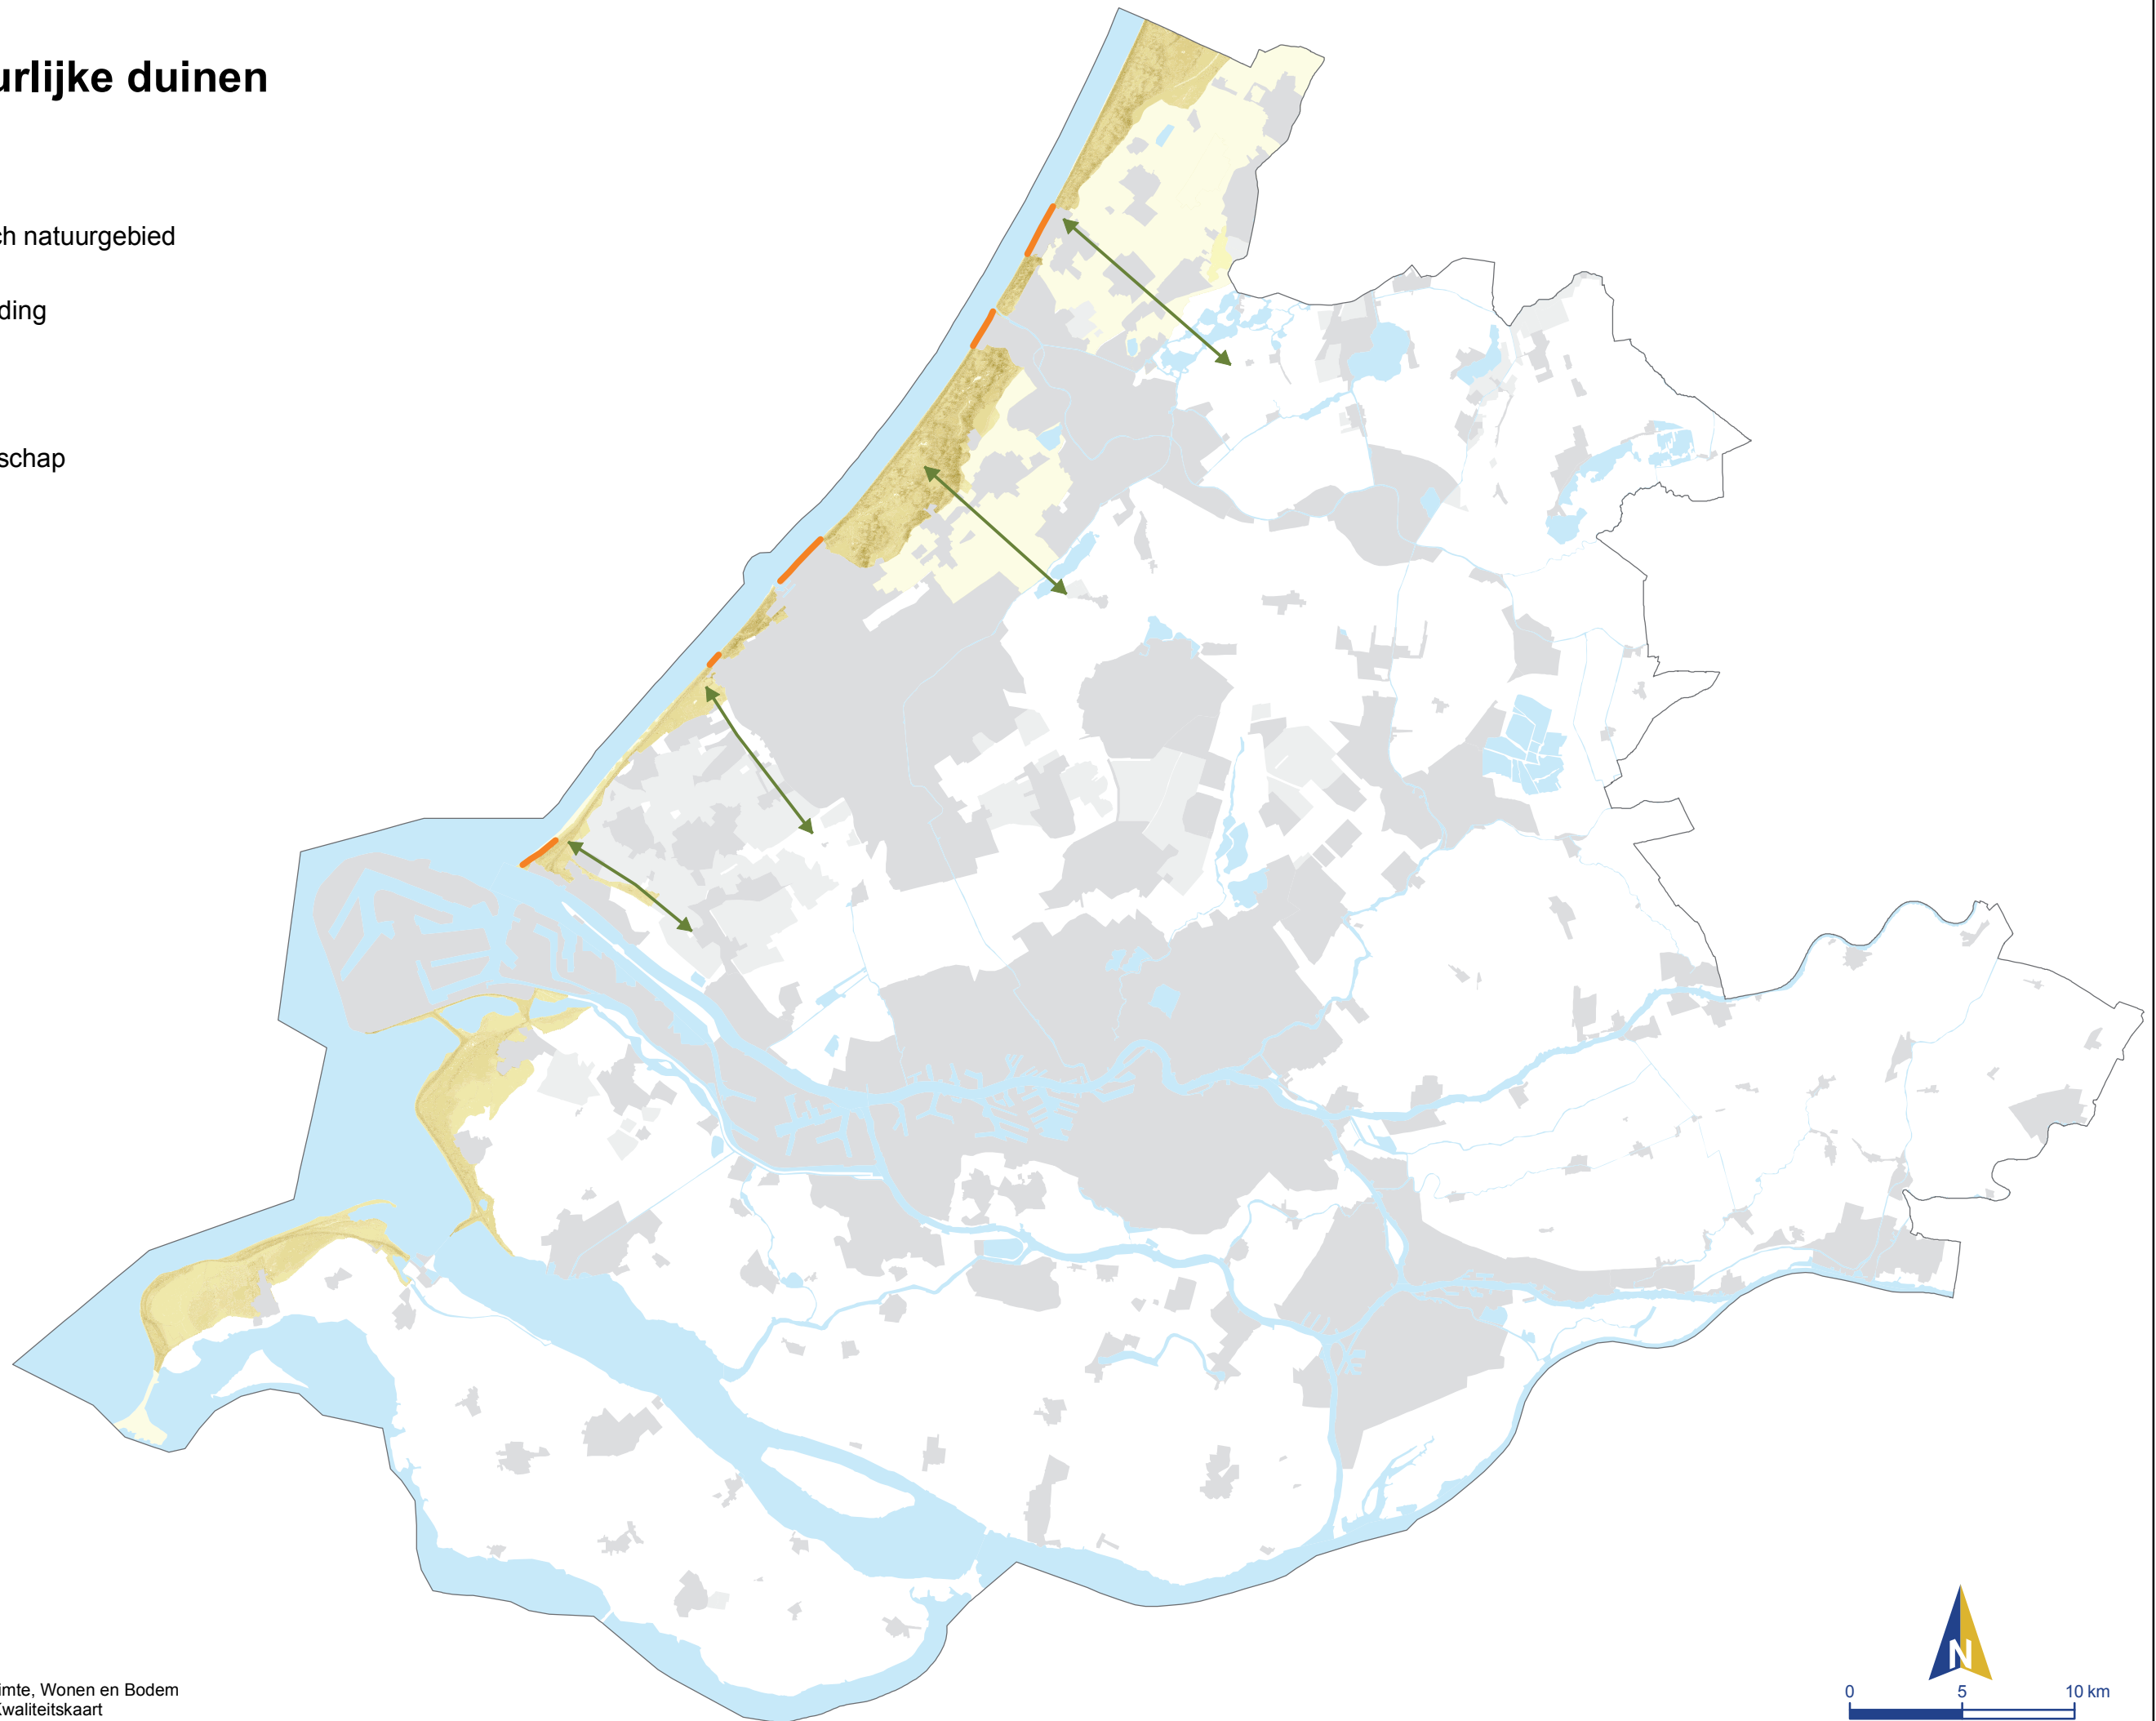 urlijke duinen
ch natuurgebied
ding
schap
imte, Wonen en Bodem
Kwaliteitskaart
N
0 5 10 km